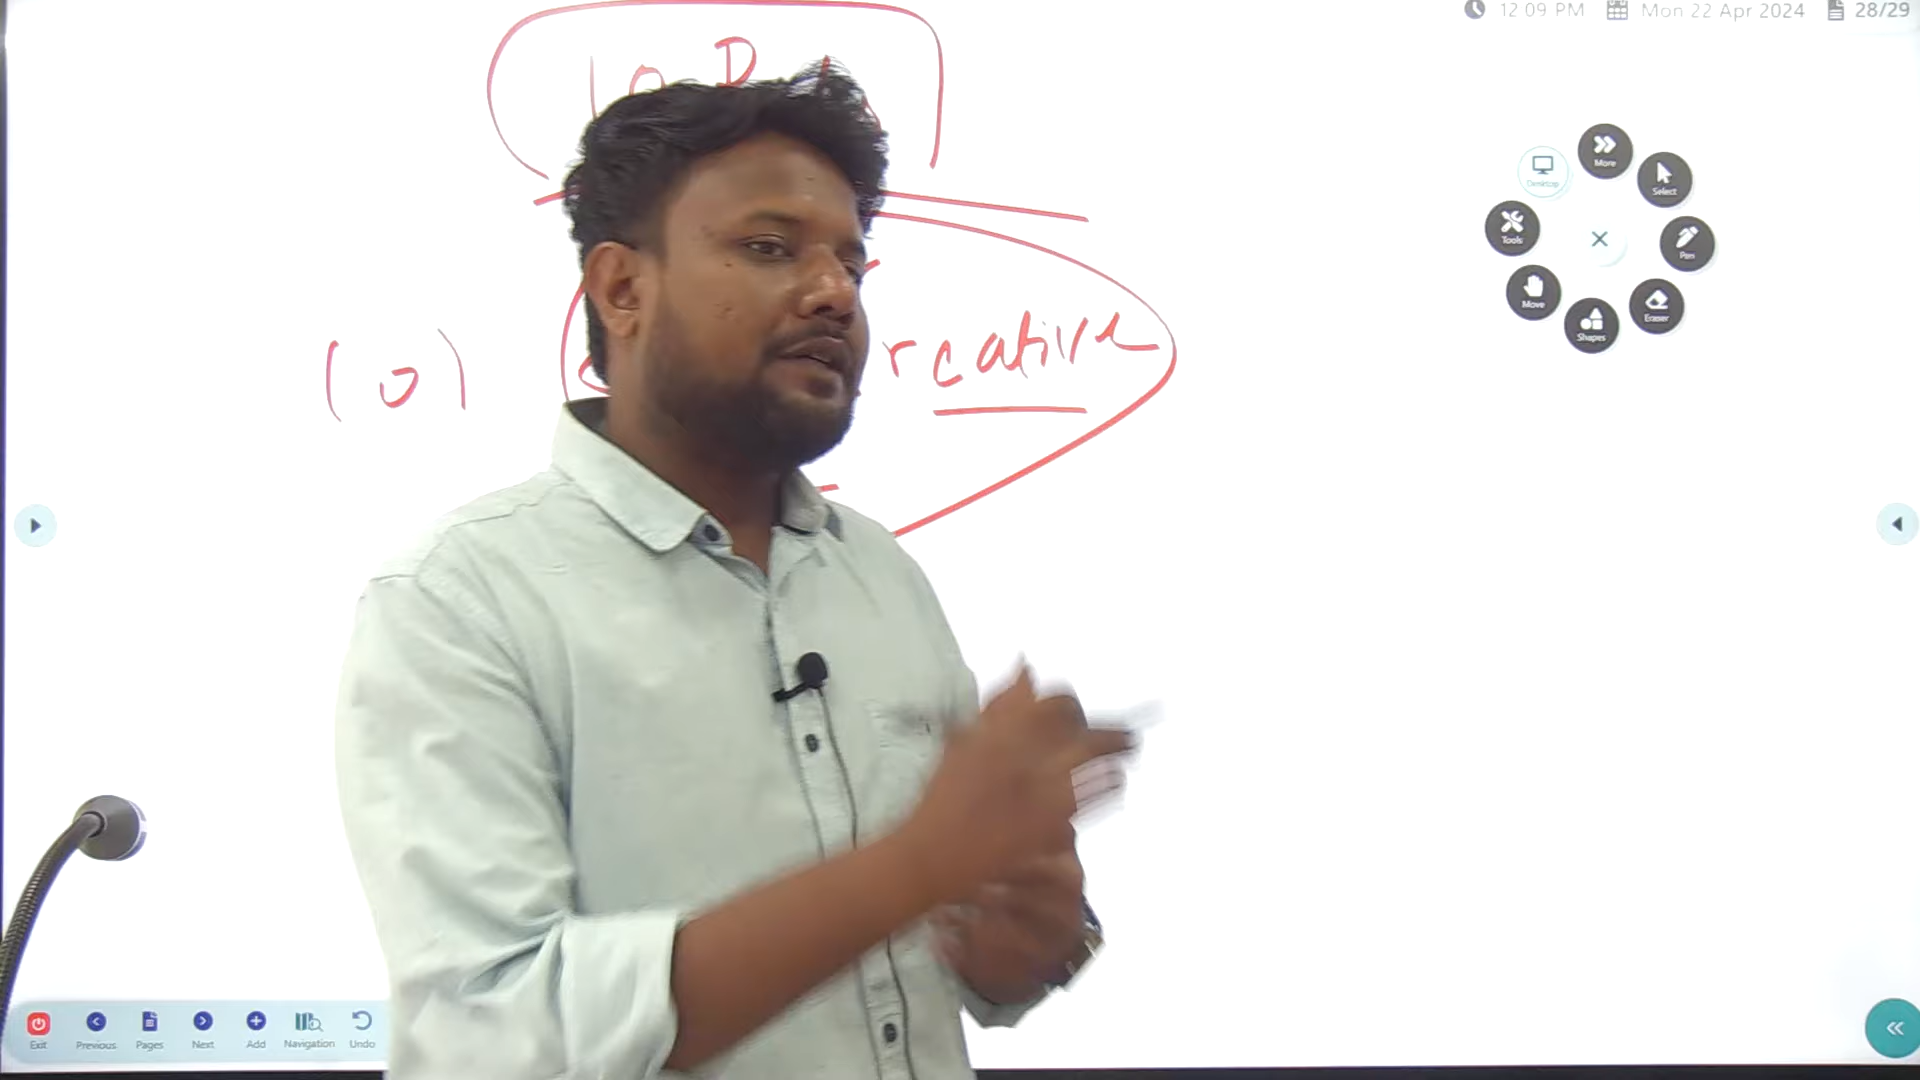 12 09 PM Mon 22 Apr 2024 28/29
More
Desktop
Select
Tools
Pen
Move
Eraser
Shapes
(0) reative
Exit Previous Pages Next Add Navigation Undo